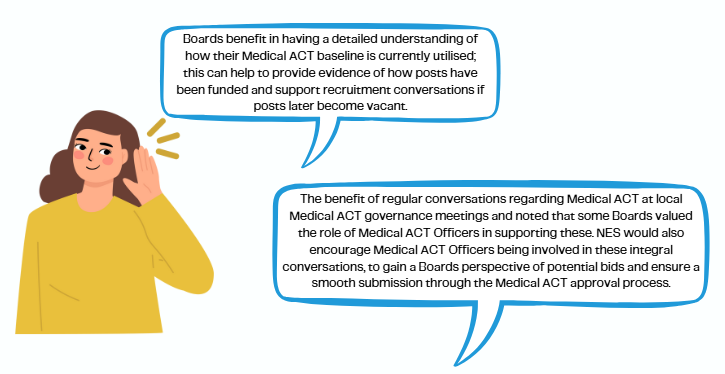 Boards benefit in having a detailed understanding of
how their Medical ACT baseline is currently utilised;
this can help to provide evidence of how posts have
been funded and support recruitment conversations if
posts later become vacant.
The benefit of regular conversations regarding Medical ACT at local
Medical ACT governance meetings and noted that some Boards valued
the role of Medical ACT Officers in supporting these. NES would also
encourage Medical ACT Officers being involved in these integral
conversations, to gain a Boards perspective of potential bids and ensure a
smooth submission through the Medical ACT approval process.